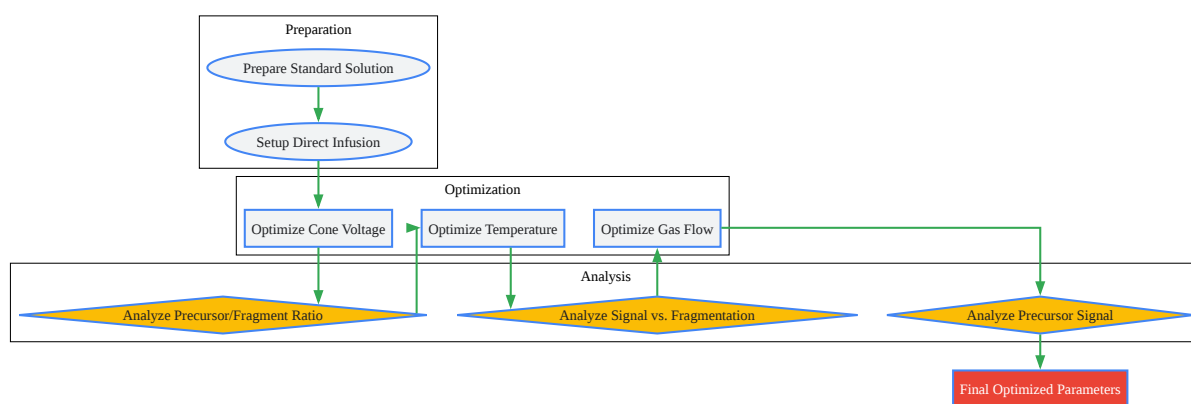 Preparation
Prepare Standard Solution
Setup Direct Infusion
Optimization
Optimize Cone Voltage
Optimize Temperature
Optimize Gas Flow
Analysis
Analyze Precursor/Fragment Ratio
Analyze Signal vs. Fragmentation
Analyze Precursor Signal
Final Optimized Parameters